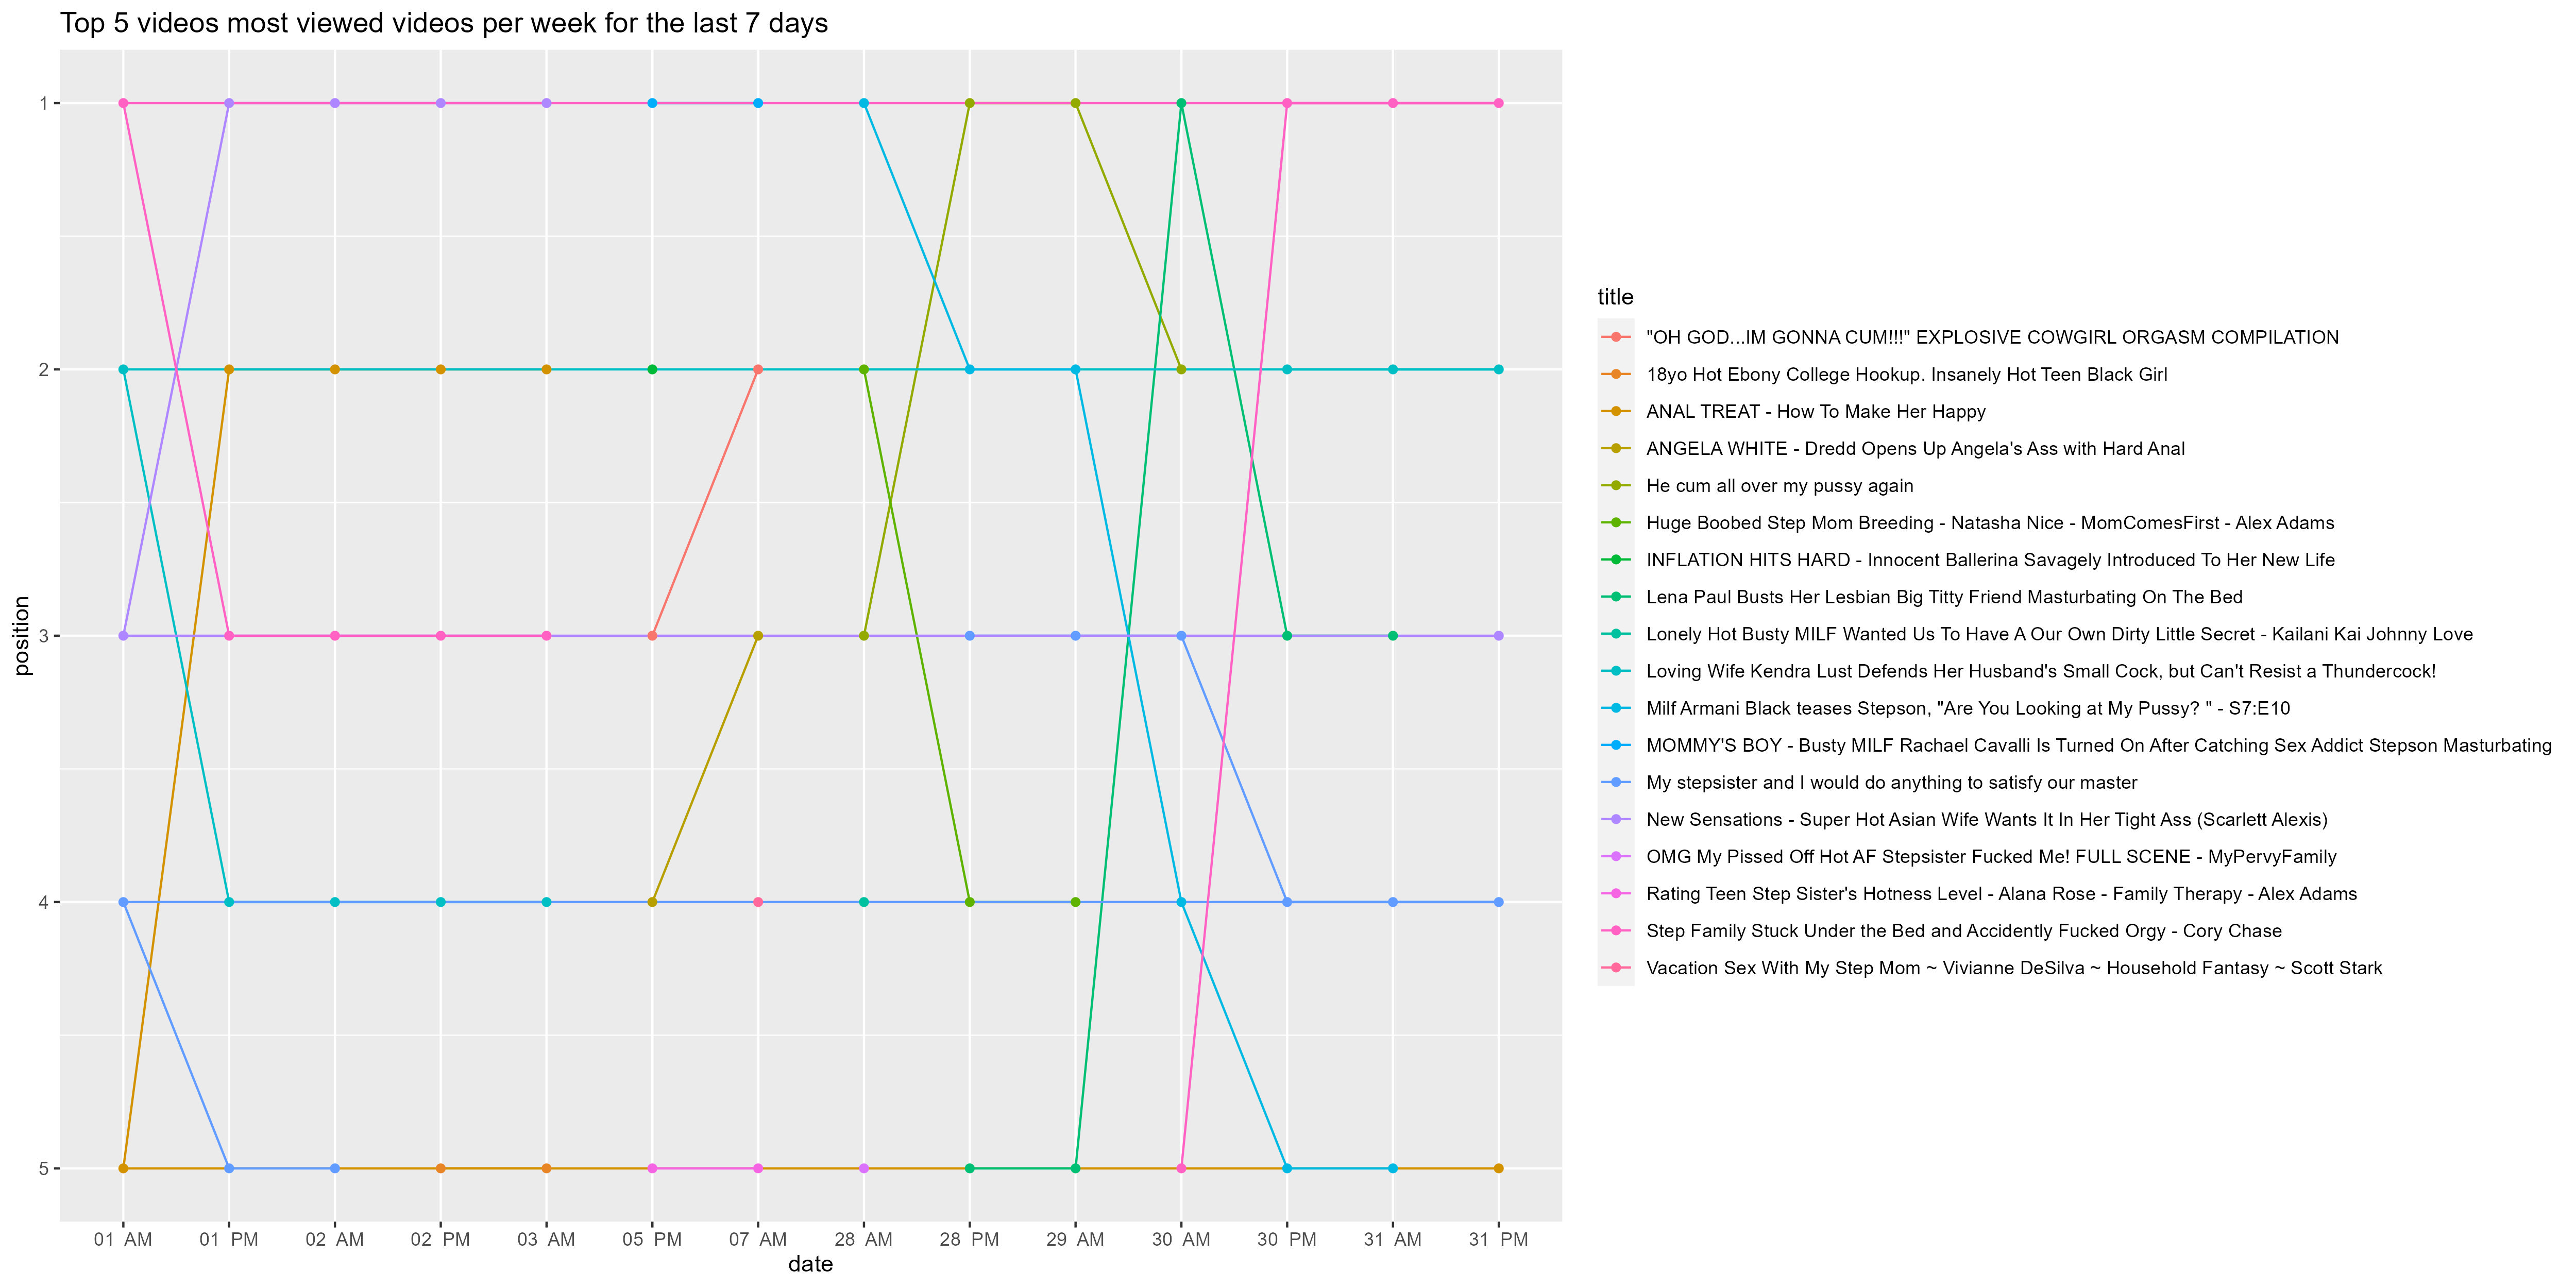 Top 5 videos most viewed videos per week for the last 7 days
position
1
2
3
4
5
01 AM
01 PM
02 AM
02 PM
03 AM
05 PM
07 AM
28 AM
28 PM
29 AM
30 AM
30 PM
31 AM
31 PM
date
title
"OH GOD...IM GONNA CUM!!!" EXPLOSIVE COWGIRL ORGASM COMPILATION
18yo Hot Ebony College Hookup. Insanely Hot Teen Black Girl
ANAL TREAT - How To Make Her Happy
ANGELA WHITE - Dredd Opens Up Angela's Ass with Hard Anal
He cum all over my pussy again
Huge Boobed Step Mom Breeding - Natasha Nice - MomComesFirst - Alex Adams
INFLATION HITS HARD - Innocent Ballerina Savagely Introduced To Her New Life
Lena Paul Busts Her Lesbian Big Titty Friend Masturbating On The Bed
Lonely Hot Busty MILF Wanted Us To Have A Our Own Dirty Little Secret - Kailani Kai Johnny Love
Loving Wife Kendra Lust Defends Her Husband's Small Cock, but Can't Resist a Thundercock!
Milf Armani Black teases Stepson, "Are You Looking at My Pussy? " - S7:E10
MOMMY'S BOY - Busty MILF Rachael Cavalli Is Turned On After Catching Sex Addict Stepson Masturbating
My stepsister and I would do anything to satisfy our master
New Sensations - Super Hot Asian Wife Wants It In Her Tight Ass (Scarlett Alexis)
OMG My Pissed Off Hot AF Stepsister Fucked Me! FULL SCENE - MyPervyFamily
Rating Teen Step Sister's Hotness Level - Alana Rose - Family Therapy - Alex Adams
Step Family Stuck Under the Bed and Accidently Fucked Orgy - Cory Chase
Vacation Sex With My Step Mom ~ Vivianne DeSilva ~ Household Fantasy ~ Scott Stark